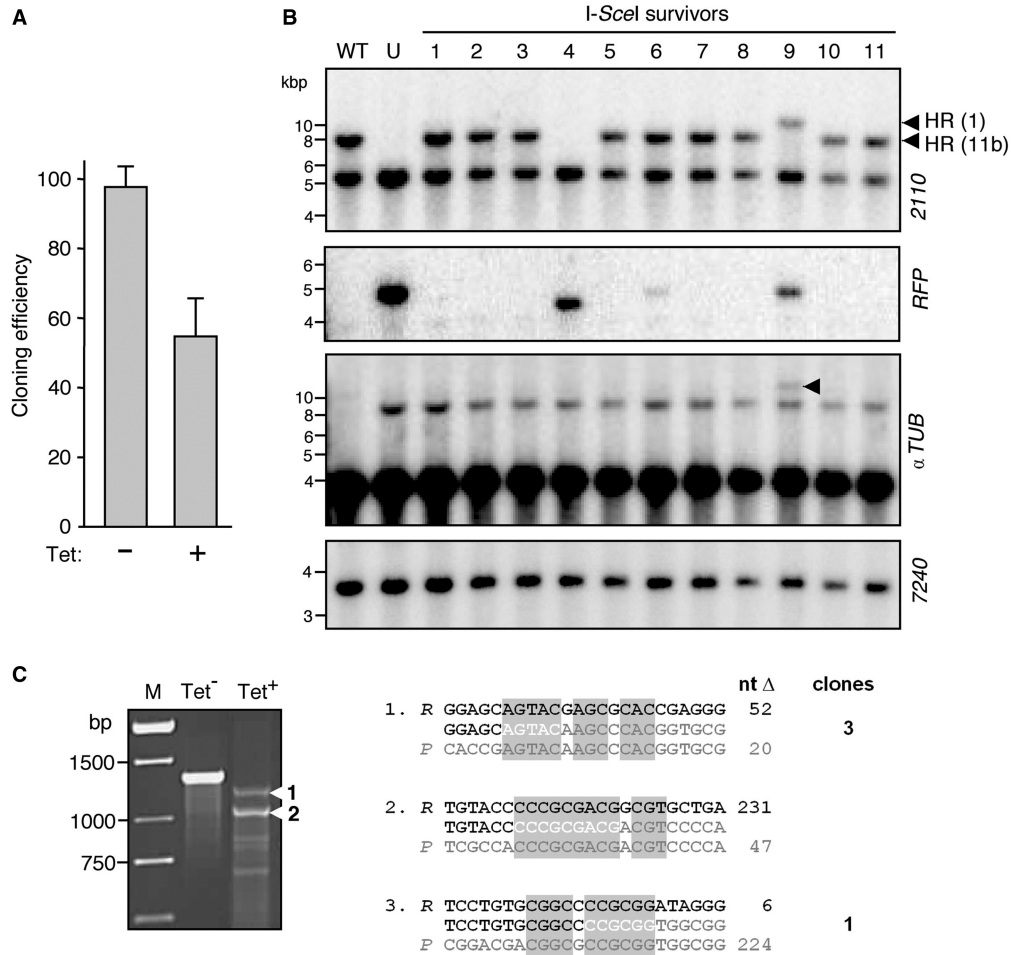 A
Cloning efficiency
100
80
60
40
20
0
Tet: − +
B
I-SceI survivors
WT U 1 2 3 4 5 6 7 8 9 10 11
kbp
10
8
6
5
4
HR (1)
HR (11b)
2110
6
5
4
RFP
10
8
6
5
4
α TUB
4
3
7240
C
M Tet⁻ Tet⁺
bp
1500
1000
750
1
2
nt Δ clones
1. R GGAGCAGTACGAGCGCACCGAGGG 52
GGAGCAGTACAAGCCCACGGTGCG 3
P CACCGAGTACAAGCCCACGGTGCG 20
2. R TGTACCCCCGCGACGGCGTGCTGA 231
TGTACCCCCGCGACGACGTCCCCA
P TCGCCACCCGCGACGACGTCCCCA 47
3. R TCCTGTGCGGCCCCGCGGATAGGG 6
TCCTGTGCGGCCCCGCGGTGGCGG 1
P CGGACGACGGCGCCGCGGTGGCGG 224